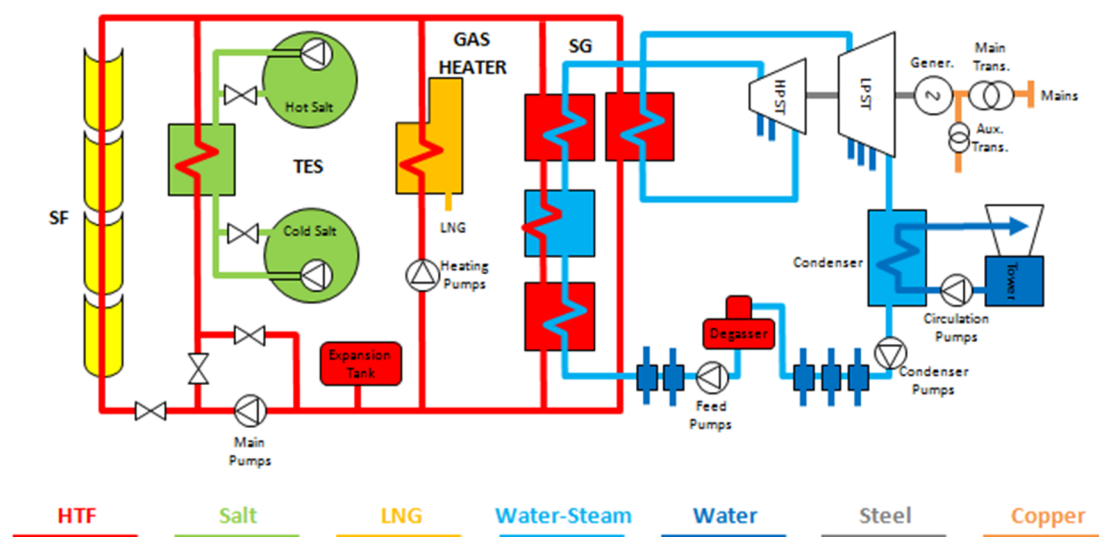 GAS
HEATER
SG
Gener.
Main
Trans.
Mains
Aux.
Trans.
HPST
LPST
Hot Salt
TES
SF
Cold Salt
LNG
Heating
Pumps
Condenser
Tower
Circulation
Pumps
Degasser
Expansion
Tank
Condenser
Pumps
Feed
Pumps
Main
Pumps
HTF
Salt
LNG
Water-Steam
Water
Steel
Copper